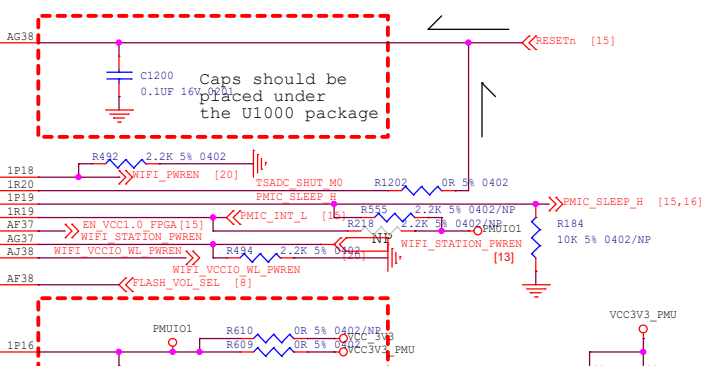 AG38
RESETn [15]
C1200
0.1UF 16V 0201
Caps should be
placed under
the U1000 package
R492 2.2K 5% 0402
1P18
WIFI_PWREN [20]
1R20
TSADC_SHUT_M0
R1202 0R 5% 0402
1P19
PMIC_SLEEP_H
PMIC_SLEEP_H [15,16]
1R19
PMIC_INT_L
R555 2.2K 5% 0402/NP
AF37
EN_VCC1.0_FPGA[15]
R218 2.2K 5% 0402/NP
PMUIO1
R184
10K 5% 0402/NP
AG37
WIFI_STATION_PWREN
NP
WIFI_STATION_PWREN
[13]
AJ38
WIFI_VCCIO_WL_PWREN
R494 2.2K 5% 0402
WIFI_VCCIO_WL_PWREN
AF38
FLASH_VOL_SEL [8]
VCC3V3_PMU
PMUIO1
R610 0R 5% 0402/NP
VCC_3V3
1P16
R609 0R 5% 0402
VCC3V3_PMU